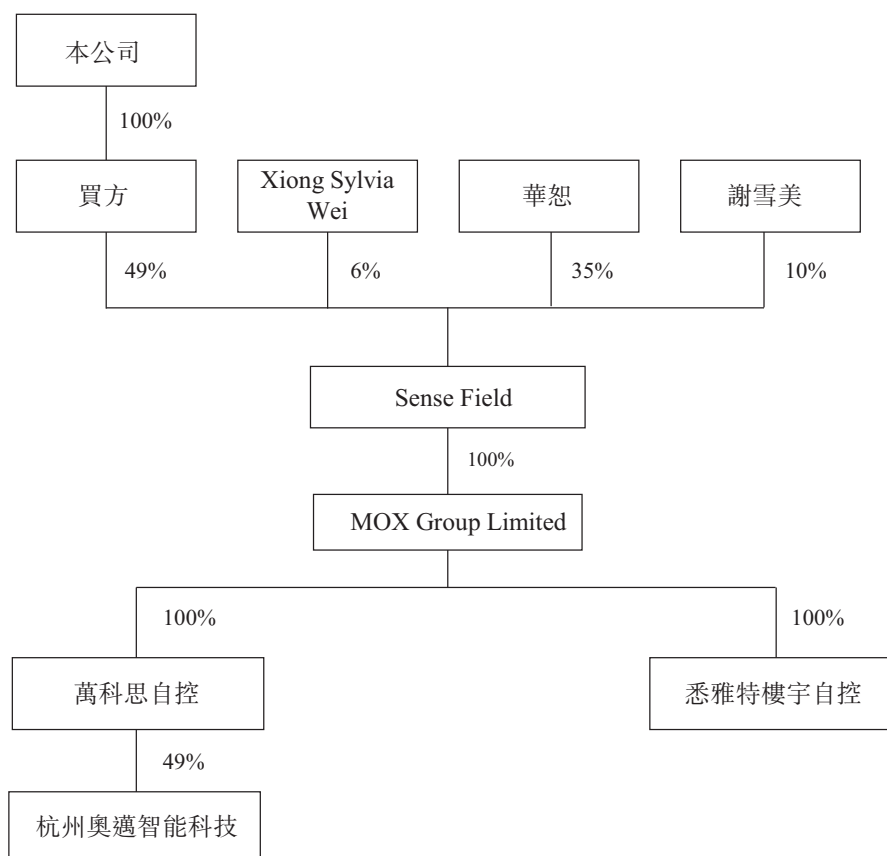 本公司
100%
買方
Xiong Sylvia
Wei
華恕
謝雪美
49%
6%
35%
10%
Sense Field
100%
MOX Group Limited
100%
100%
萬科思自控
悉雅特樓宇自控
49%
杭州奧邁智能科技